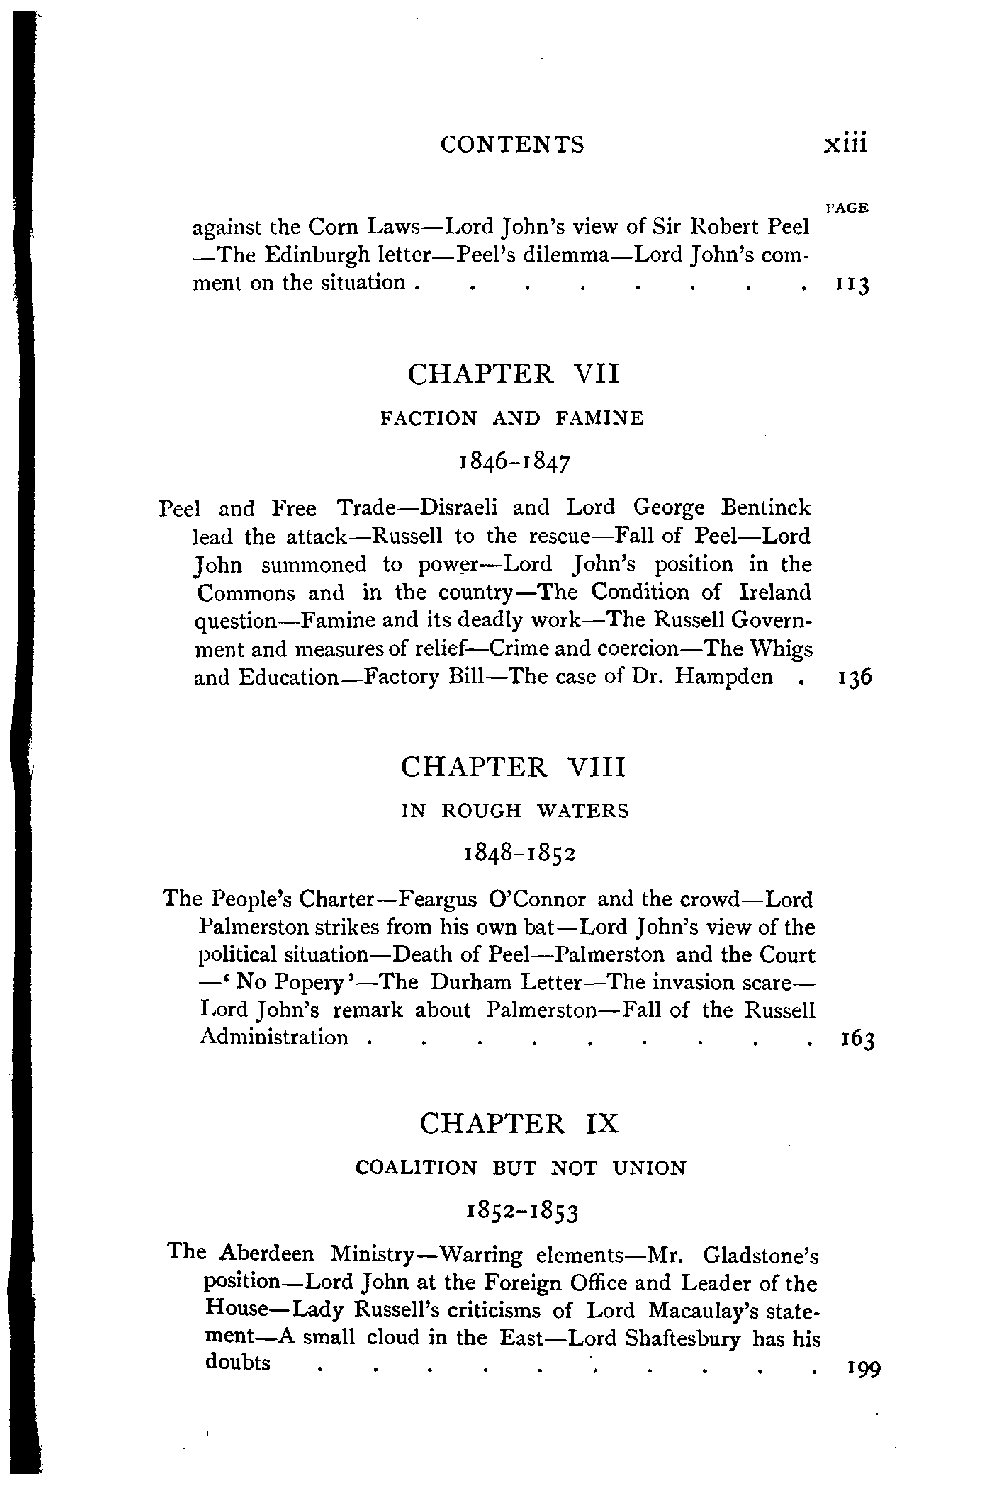 CONTENTS xiii
PAGE
against the Corn Laws—Lord John's view of Sir Robert Peel
—The Edinburgh letter—Peel's dilemma—Lord John's com-
ment on the situation . . . . . . . . 113
CHAPTER VII
FACTION AND FAMINE
1846-1847
Peel and Free Trade—Disraeli and Lord George Bentinck
lead the attack—Russell to the rescue—Fall of Peel—Lord
John summoned to power—Lord John's position in the
Commons and in the country—The Condition of Ireland
question—Famine and its deadly work—The Russell Govern-
ment and measures of relief—Crime and coercion—The Whigs
and Education—Factory Bill—The case of Dr. Hampden . 136
CHAPTER VIII
IN ROUGH WATERS
1848-1852
The People's Charter—Feargus O'Connor and the crowd—Lord
Palmerston strikes from his own bat—Lord John's view of the
political situation—Death of Peel—Palmerston and the Court
—' No Popery'—The Durham Letter—The invasion scare—
Lord John's remark about Palmerston—Fall of the Russell
Administration . . . . . . . . . 163
CHAPTER IX
COALITION BUT NOT UNION
1852-1853
The Aberdeen Ministry—Warring elements—Mr. Gladstone's
position—Lord John at the Foreign Office and Leader of the
House—Lady Russell's criticisms of Lord Macaulay's state-
ment—A small cloud in the East—Lord Shaftesbury has his
doubts . . . . . . . . . . 199